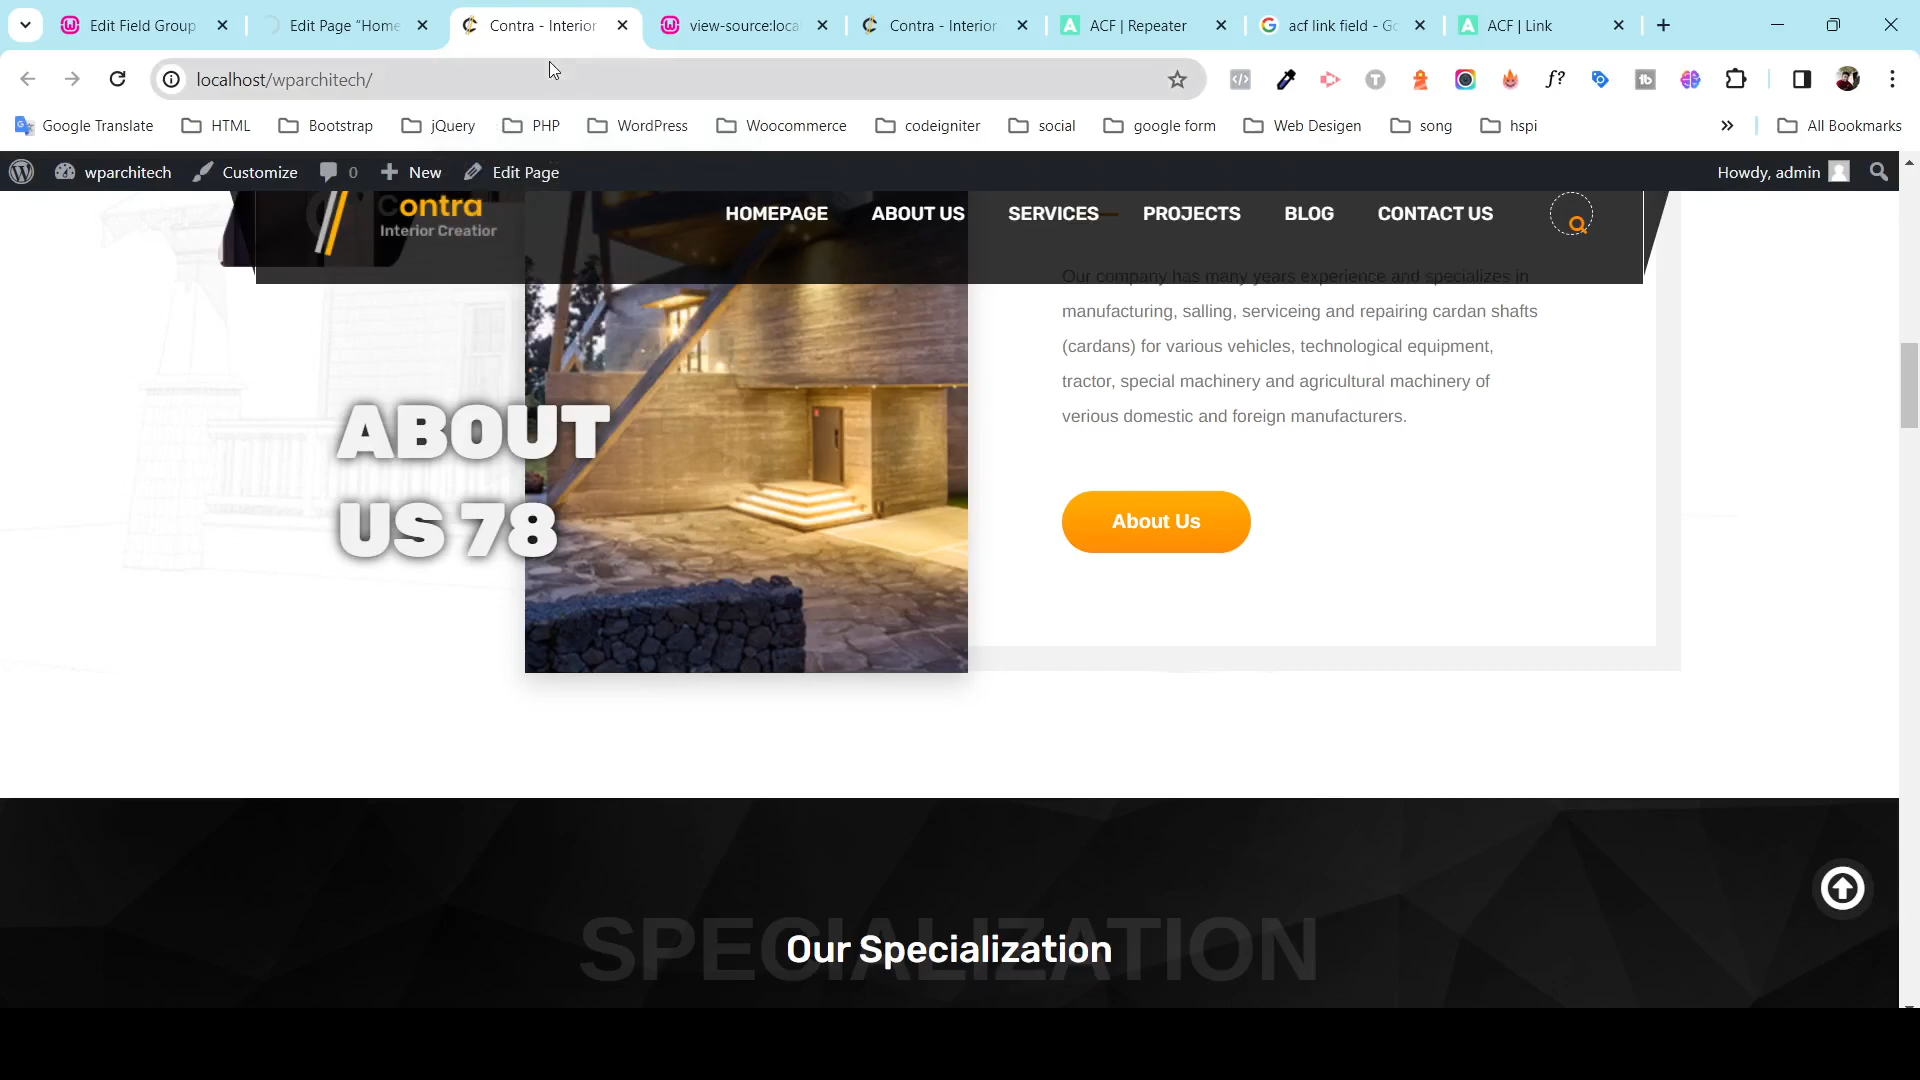 Edit Field Group
Edit Page "Home
Contra - Interior
view-source:loca
Contra - Interior
ACF | Repeater
acf link field - Go
ACF | Link
localhost/wparchitech/
Google Translate
HTML
Bootstrap
jQuery
PHP
WordPress
Woocommerce
codeigniter
social
google form
Web Desigen
song
hspi
All Bookmarks
wparchitech
Customize
0
New
Edit Page
Howdy, admin
Contra
Interior Creatior
HOMEPAGE
ABOUT US
SERVICES
PROJECTS
BLOG
CONTACT US
Our company has many years experience and specializes in
manufacturing, salling, serviceing and repairing cardan shafts
(cardans) for various vehicles, technological equipment,
tractor, special machinery and agricultural machinery of
verious domestic and foreign manufacturers.
ABOUT
US 78
About Us
SPECIALIZATION
Our Specialization